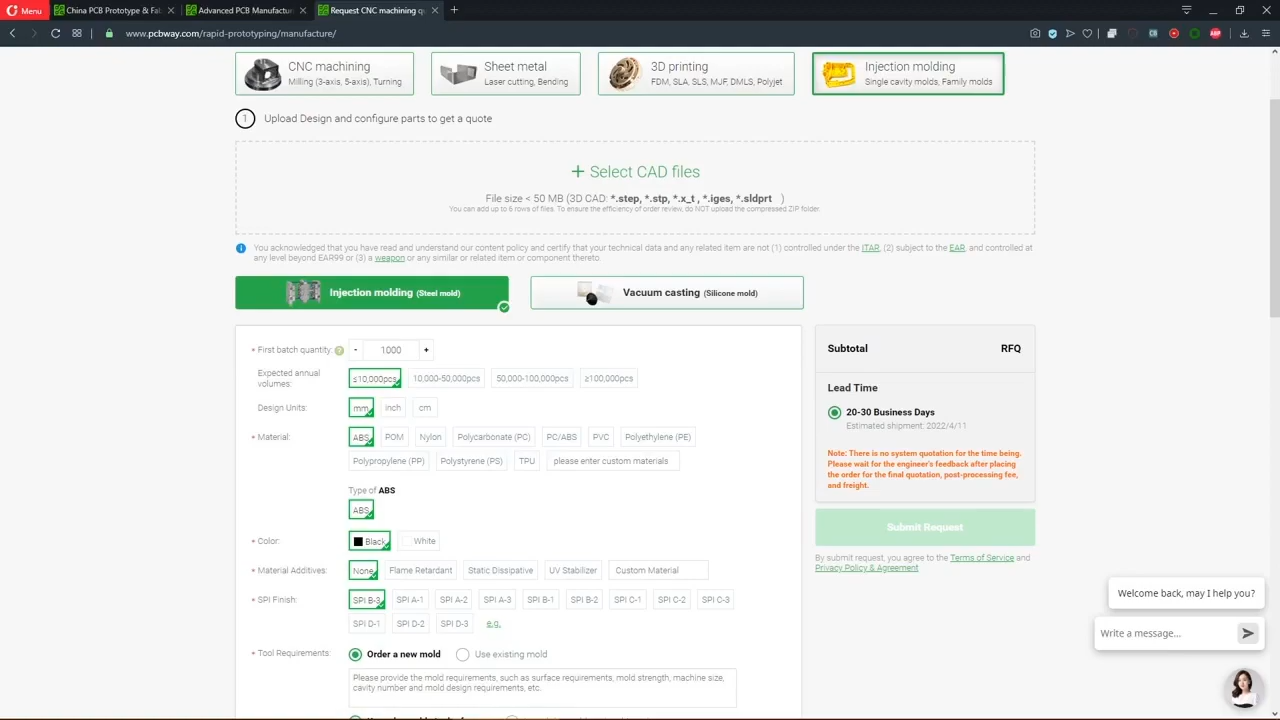 Menu
China PCB Prototype & Fab
Advanced PCB Manufactur
Request CNC machining q
www.pcbway.com/rapid-prototyping/manufacture/
ABP
CNC machining
Milling (3-axis, 5-axis), Turning
Sheet metal
Laser cutting, Bending
3D printing
FDM, SLA, SLS, MJF, DMLS, Polyjet
Injection molding
Single cavity molds, Family molds
1 Upload Design and configure parts to get a quote
+ Select CAD files
File size < 50 MB (3D CAD: *.step, *.stp, *.x_t , *.iges, *.sldprt )
You can add up to 6 rows of files. To ensure the efficiency of order review, do NOT upload the compressed ZIP folder.
You acknowledged that you have read and understand our content policy and certify that your technical data and any related item are not (1) controlled under the ITAR, (2) subject to the EAR, and controlled at
any level beyond EAR99 or (3) a weapon or any similar or related item or component thereto.
Injection molding (Steel mold)
Vacuum casting (Silicone mold)
* First batch quantity: ? - 1000 +
Expected annual
volumes:
≤10,000pcs 10,000-50,000pcs 50,000-100,000pcs ≥100,000pcs
Design Units: mm inch cm
* Material: ABS POM Nylon Polycarbonate (PC) PC/ABS PVC Polyethylene (PE)
Polypropylene (PP) Polystyrene (PS) TPU please enter custom materials
Type of ABS
ABS
* Color: Black White
* Material Additives: None Flame Retardant Static Dissipative UV Stabilizer Custom Material
* SPI Finish: SPI B-3 SPI A-1 SPI A-2 SPI A-3 SPI B-1 SPI B-2 SPI C-1 SPI C-2 SPI C-3
SPI D-1 SPI D-2 SPI D-3 e.g.
* Tool Requirements: Order a new mold Use existing mold
Please provide the mold requirements, such as surface requirements, mold strength, machine size,
cavity number and mold design requirements, etc.
Subtotal RFQ
Lead Time
20-30 Business Days
Estimated shipment: 2022/4/11
Note: There is no system quotation for the time being.
Please wait for the engineer's feedback after placing
the order for the final quotation, post-processing fee,
and freight.
Submit Request
By submit request, you agree to the Terms of Service and
Privacy Policy & Agreement
Welcome back, may I help you?
Write a message...